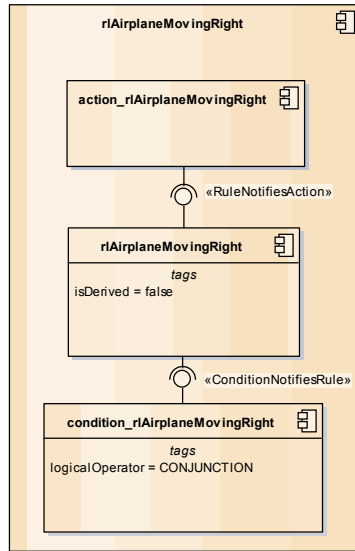 rlAirplaneMovingRight
action_rlAirplaneMovingRight
«RuleNotifiesAction»
rlAirplaneMovingRight
tags
isDerived = false
«ConditionNotifiesRule»
condition_rlAirplaneMovingRight
tags
logicalOperator = CONJUNCTION